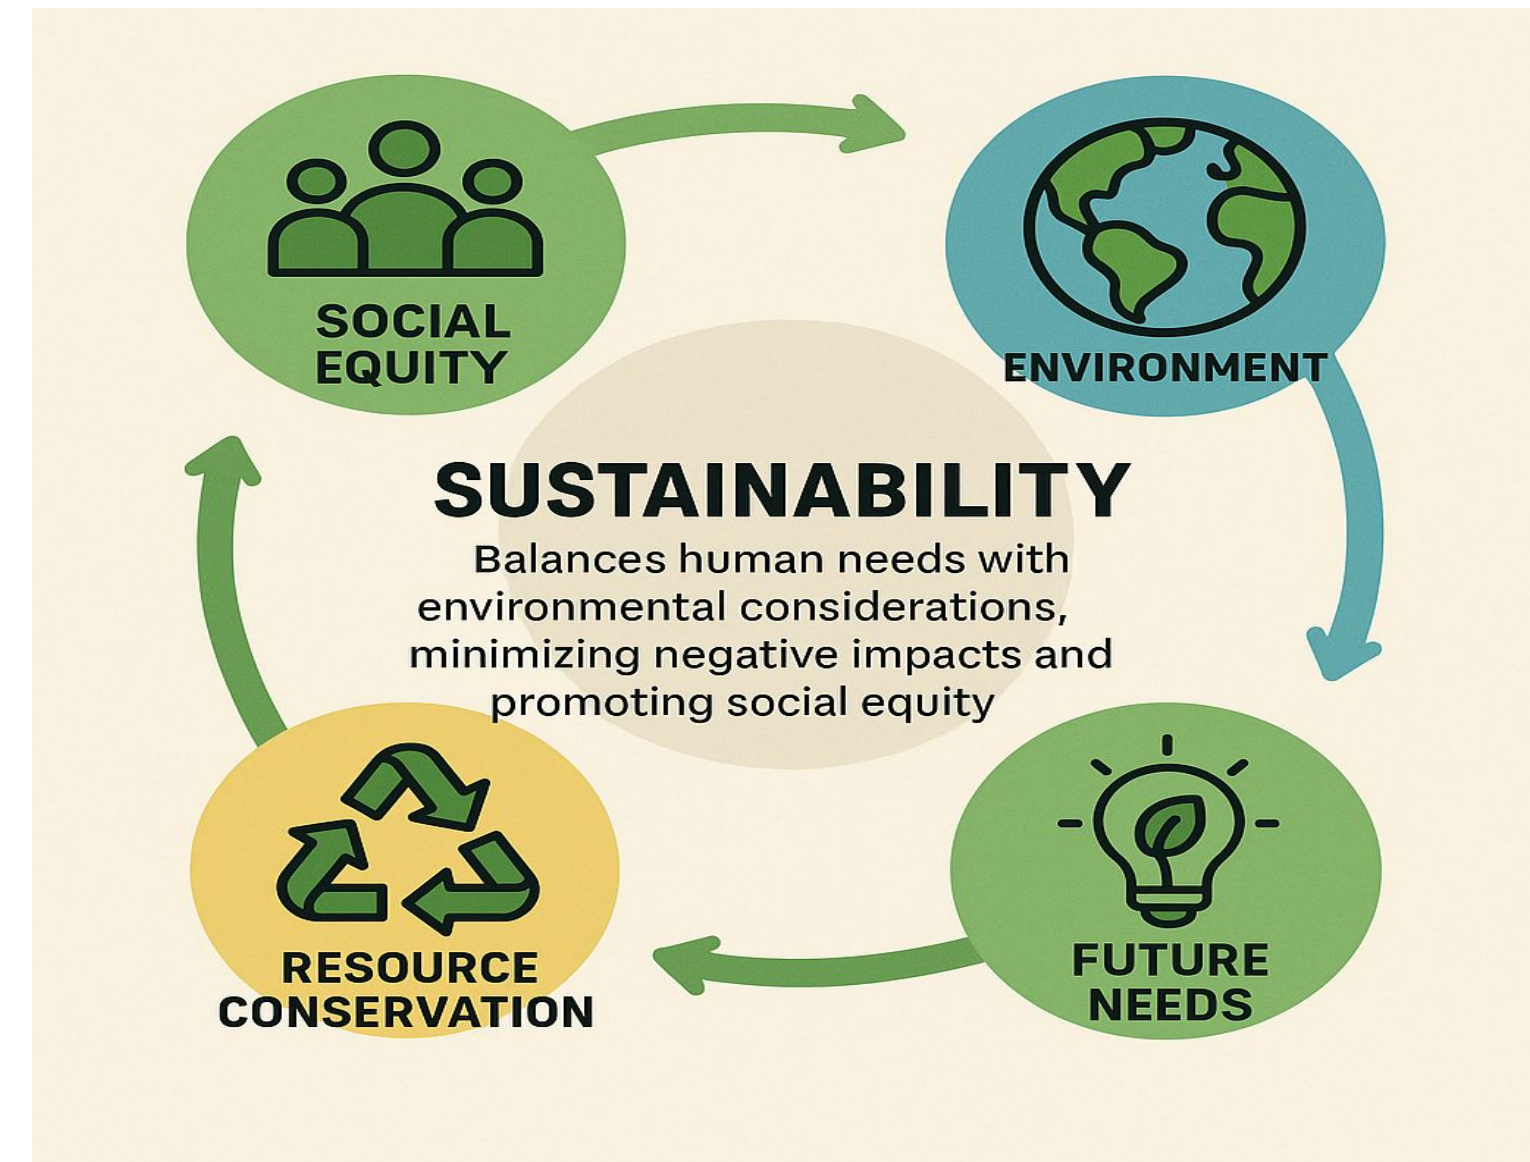 SOCIAL
EQUITY
ENVIRONMENT
SUSTAINABILITY
Balances human needs with
environmental considerations,
minimizing negative impacts and
promoting social equity
RESOURCE
CONSERVATION
FUTURE
NEEDS